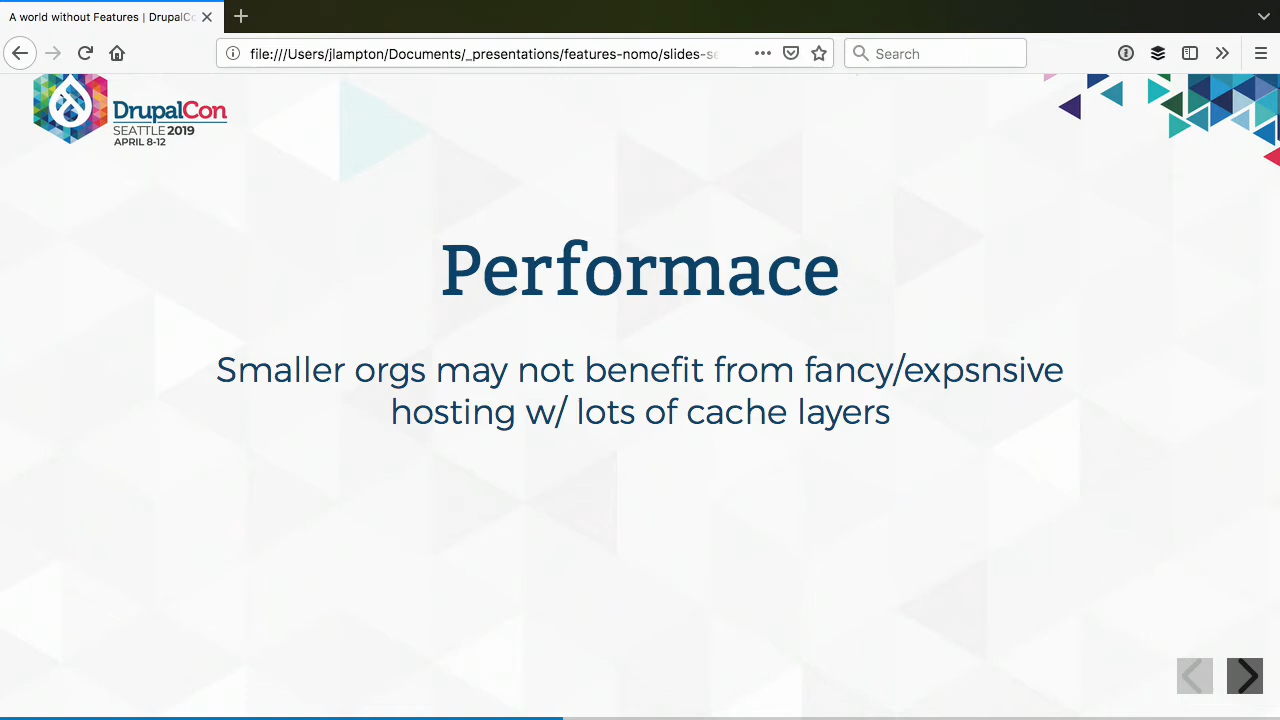 A world without Features | DrupalCo
file:///Users/jlampton/Documents/_presentations/features-nomo/slides-se
Search
DrupalCon
SEATTLE 2019
APRIL 8-12
Performace
Smaller orgs may not benefit from fancy/expsnsive
hosting w/ lots of cache layers